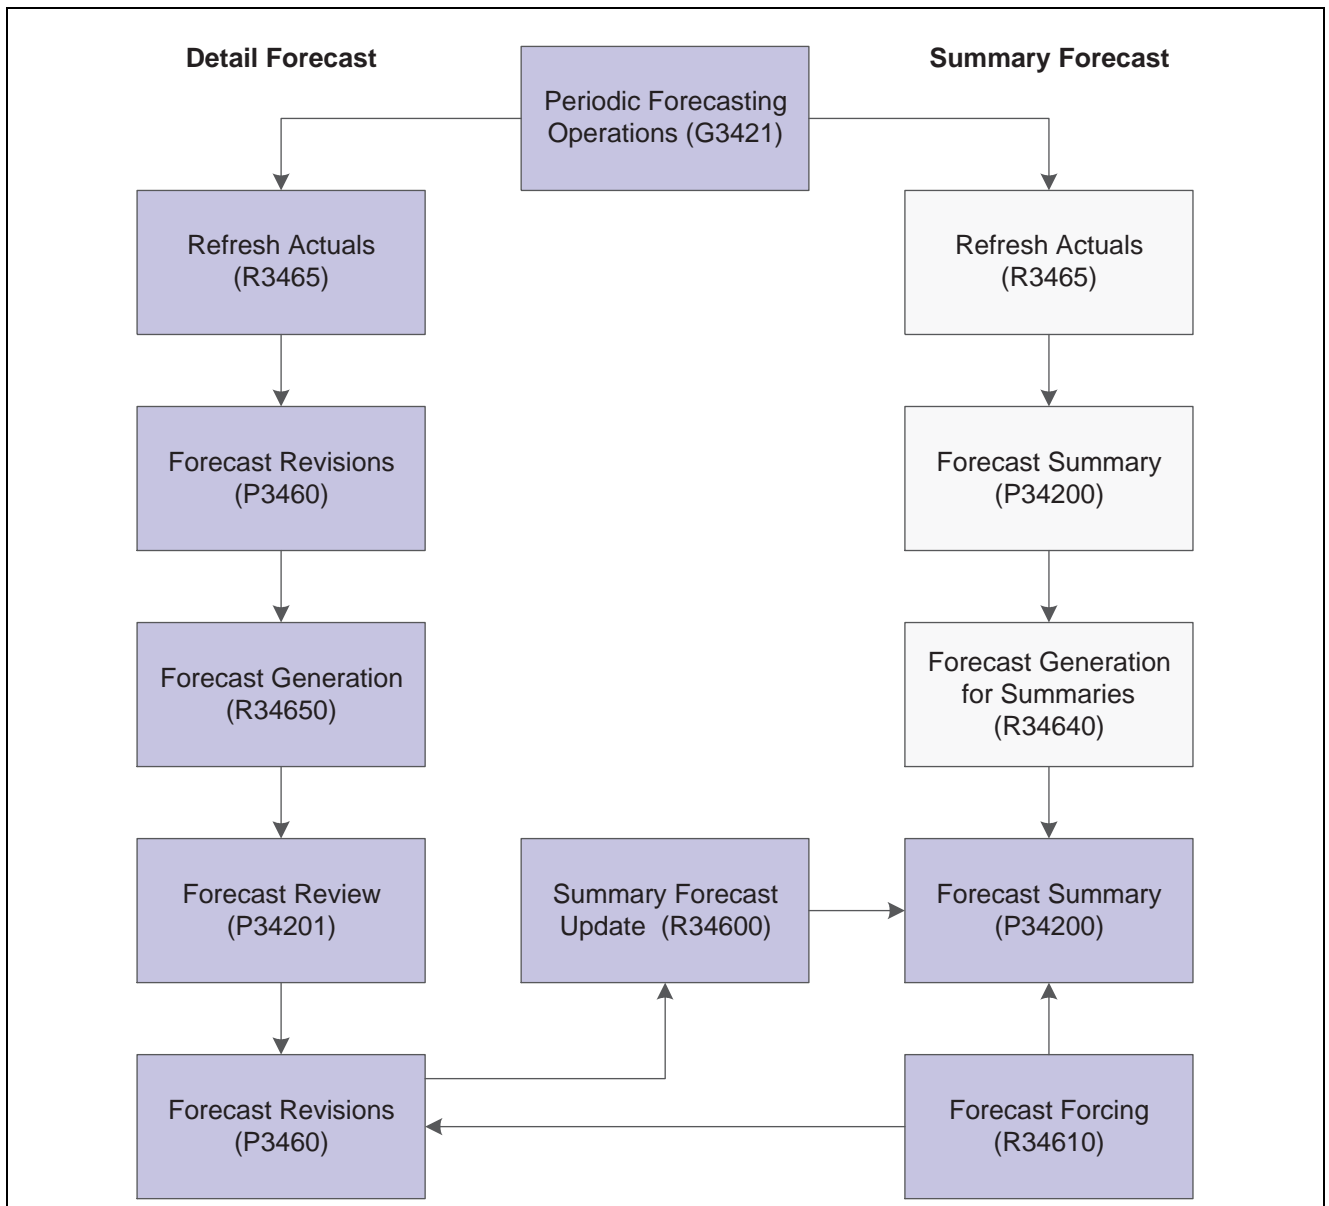 Detail Forecast
Summary Forecast
Periodic Forecasting
Operations (G3421)
Refresh Actuals
(R3465)
Refresh Actuals
(R3465)
Forecast Revisions
(P3460)
Forecast Summary
(P34200)
Forecast Generation
(R34650)
Forecast Generation
for Summaries
(R34640)
Forecast Review
(P34201)
Summary Forecast
Update  (R34600)
Forecast Summary
(P34200)
Forecast Revisions
(P3460)
Forecast Forcing
(R34610)